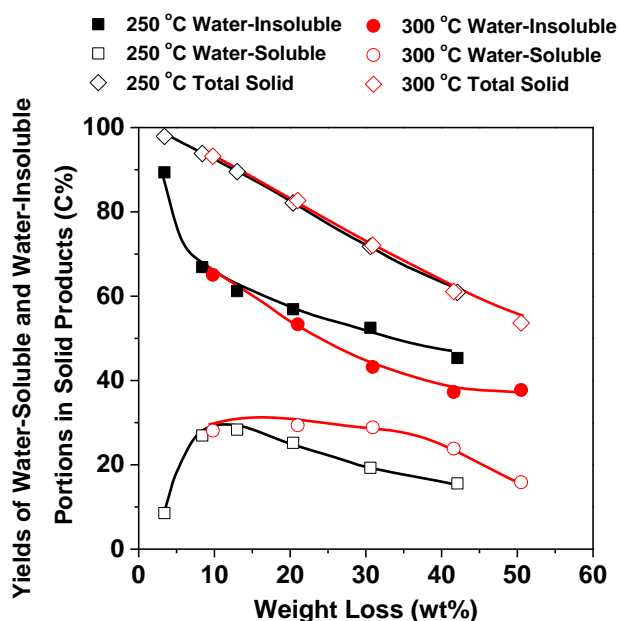 250 °C Water-Insoluble
300 °C Water-Insoluble
250 °C Water-Soluble
300 °C Water-Soluble
250 °C Total Solid
300 °C Total Solid
Yields of Water-Soluble and Water-Insoluble
Portions in Solid Products (C%)
100
80
60
40
20
0
0 10 20 30 40 50 60
Weight Loss (wt%)